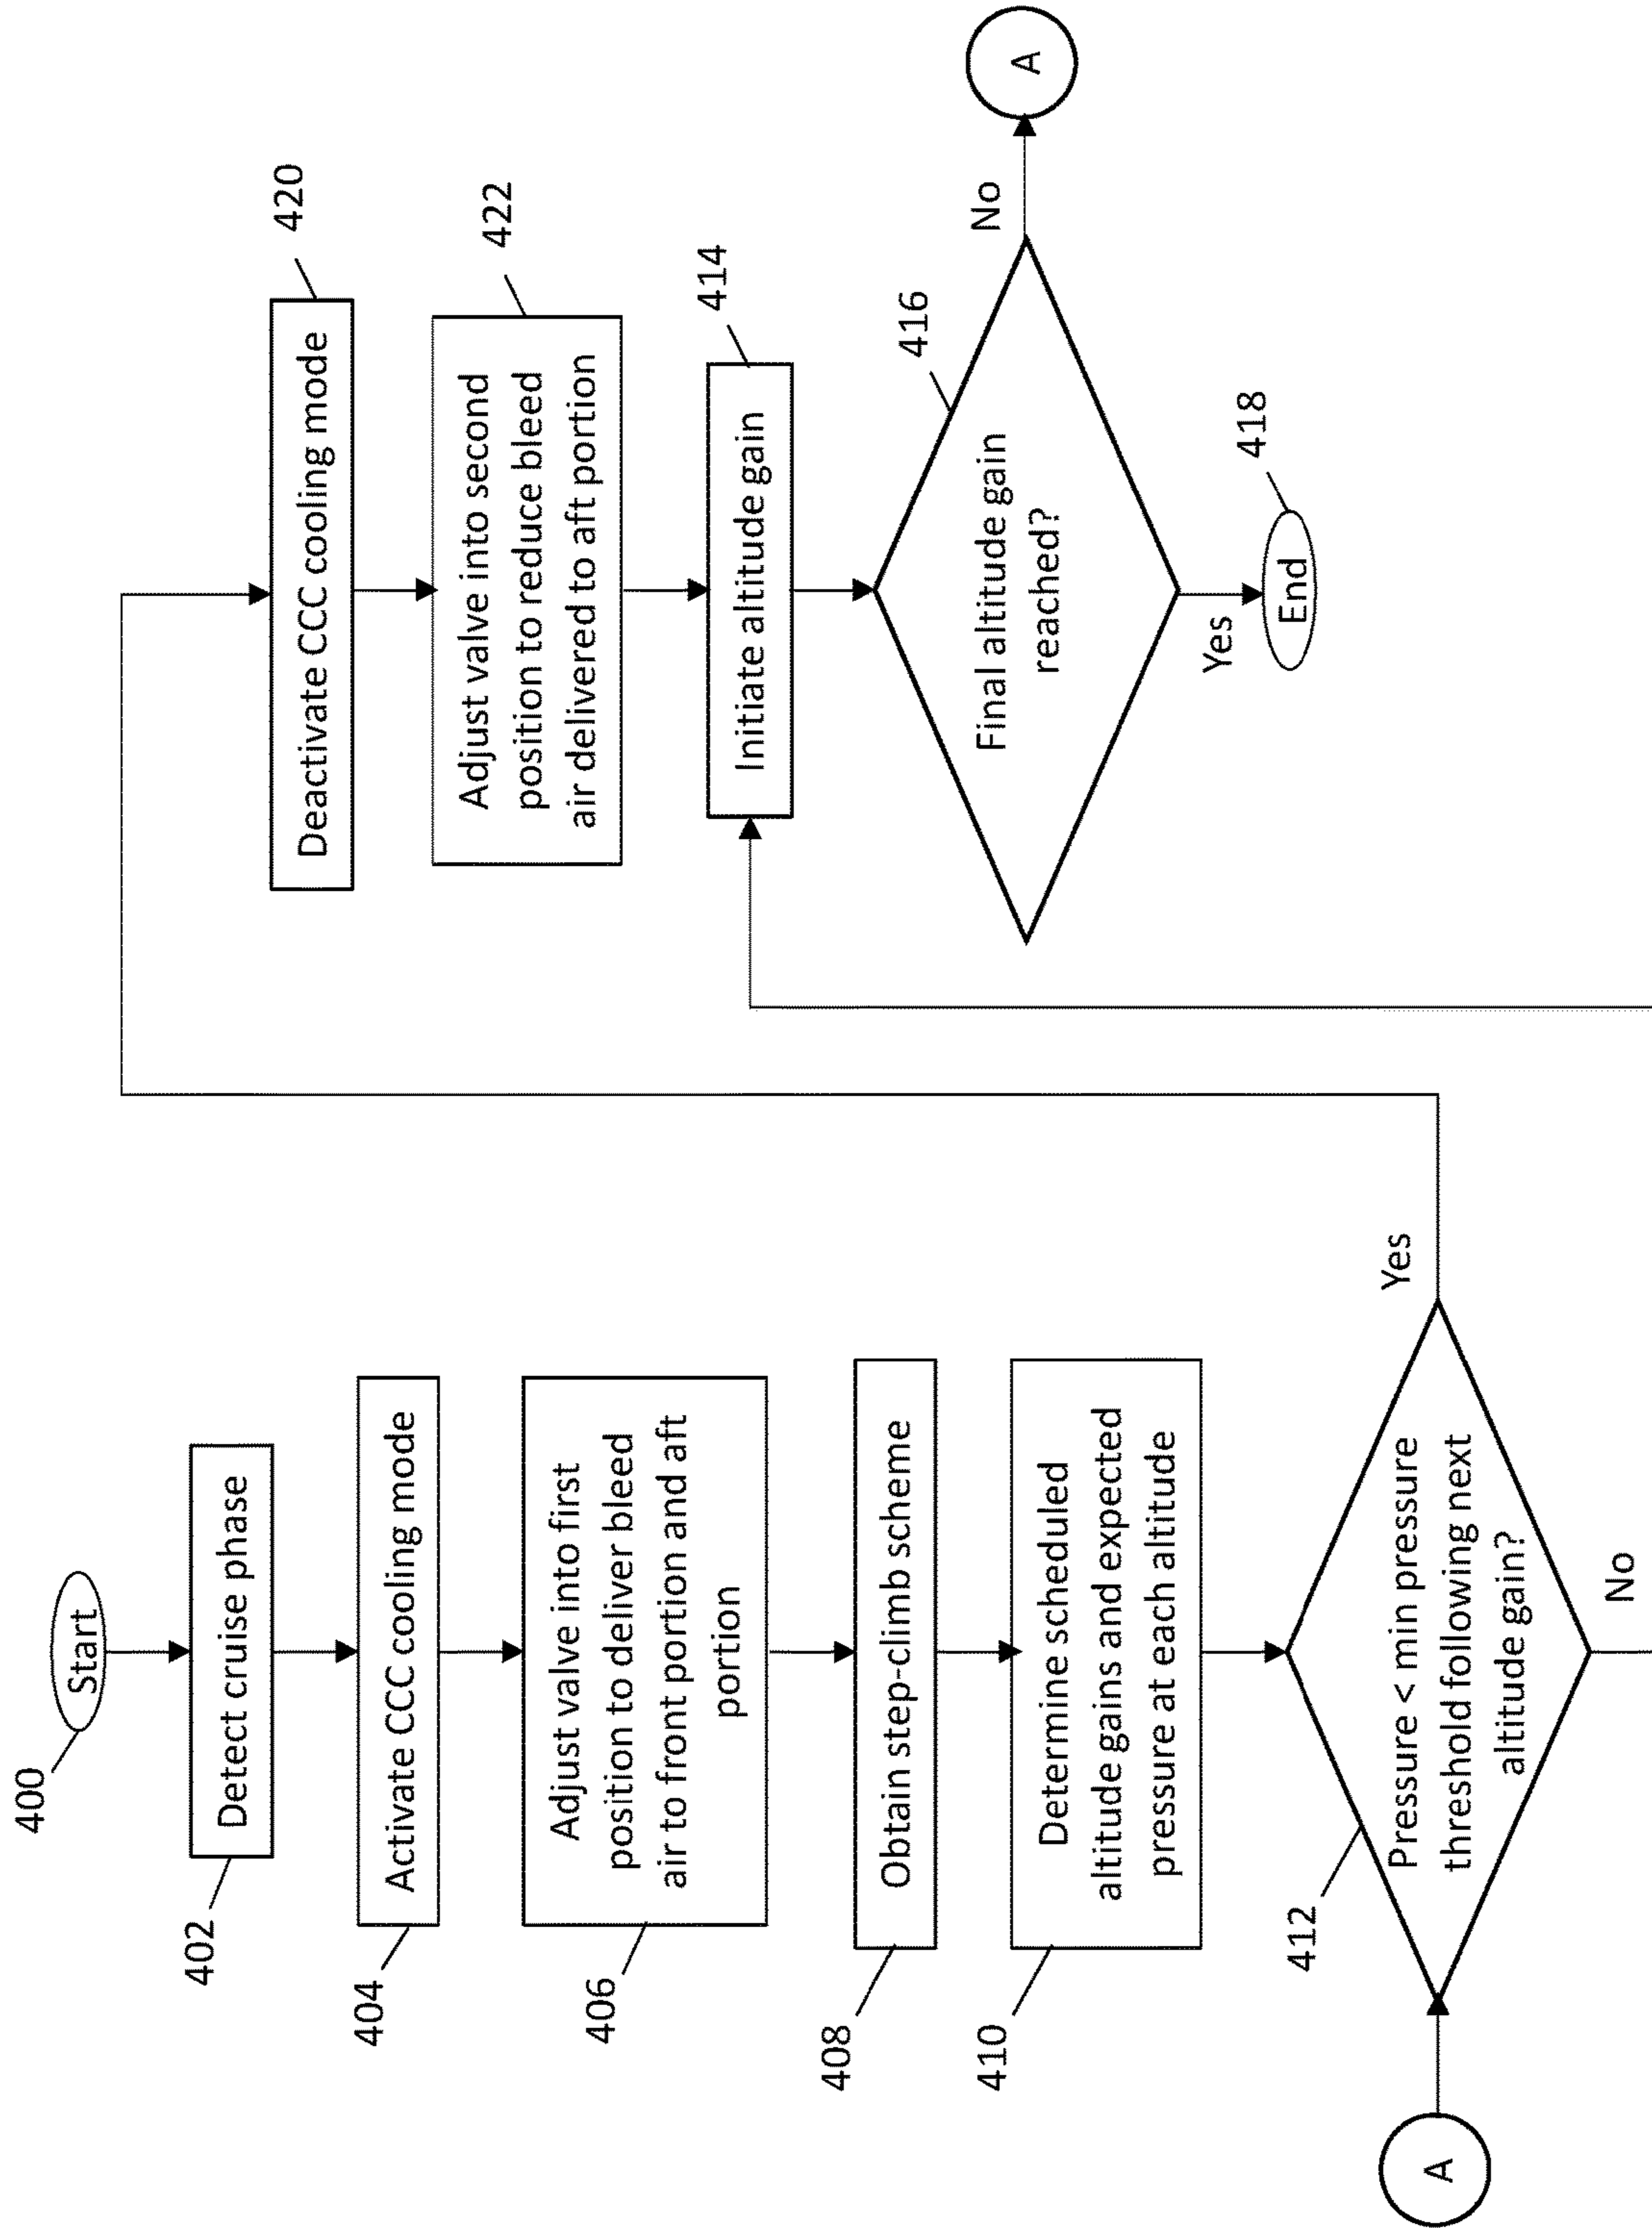 400
Start
402
Detect cruise phase
404
Activate CCC cooling mode
406
Adjust valve into first
position to deliver bleed
air to front portion and aft
portion
408
Obtain step-climb scheme
410
Determine scheduled
altitude gains and expected
pressure at each altitude
412
Pressure < min pressure
threshold following next
altitude gain?
Yes
No
A
420
Deactivate CCC cooling mode
422
Adjust valve into second
position to reduce bleed
air delivered to aft portion
414
Initiate altitude gain
416
Final altitude gain
reached?
No
A
Yes
418
End